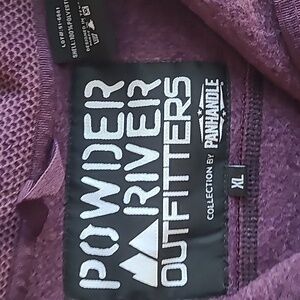 POWDER
RIVER
OUTFITTERS
COLLECTION BY PANHANDLE
XL